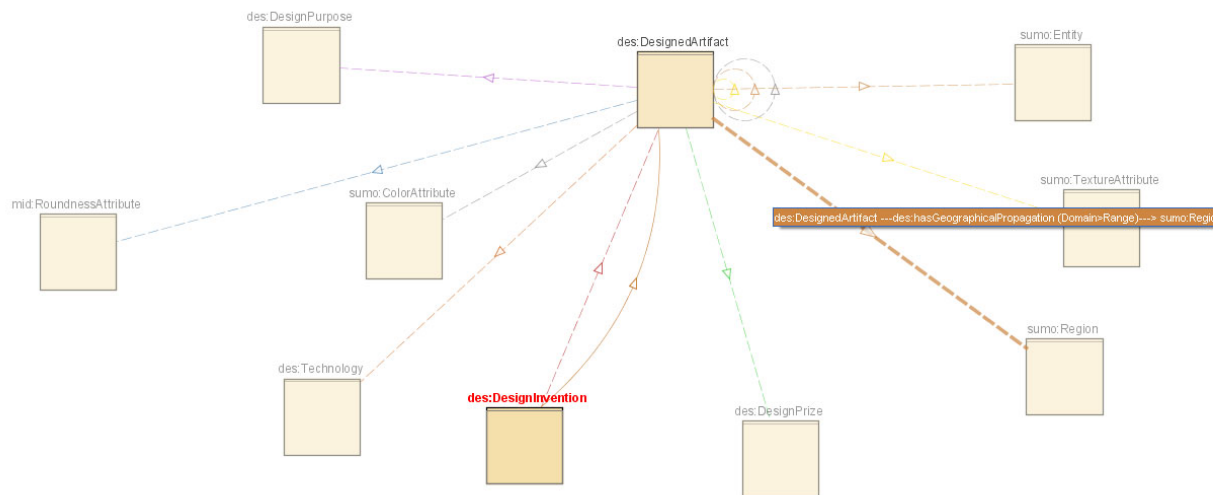 des:DesignPurpose
des:DesignedArtifact
sumo:Entity
mid:RoundnessAttribute
sumo:ColorAttribute
sumo:TextureAttribute
des:DesignedArtifact ---des:hasGeographicalPropagation (Domain>Range)---> sumo:Regi
sumo:Region
des:Technology
des:DesignInvention
des:DesignPrize